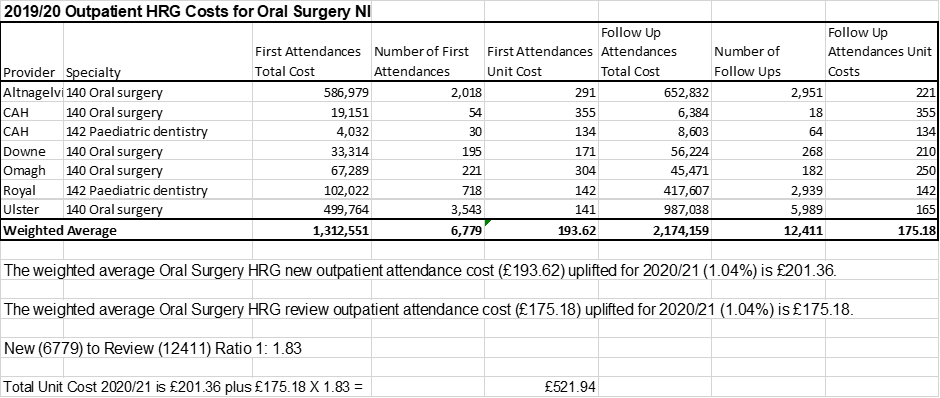 2019/20 Outpatient HRG Costs for Oral Surgery NI
Provider Specialty First Attendances Total Cost Number of First Attendances First Attendances Unit Cost Follow Up Attendances Total Cost Number of Follow Ups Follow Up Attendances Unit Costs
Altnagelvi 140 Oral surgery 586,979 2,018 291 652,832 2,951 221
CAH 140 Oral surgery 19,151 54 355 6,384 18 355
CAH 142 Paediatric dentistry 4,032 30 134 8,603 64 134
Downe 140 Oral surgery 33,314 195 171 56,224 268 210
Omagh 140 Oral surgery 67,289 221 304 45,471 182 250
Royal 142 Paediatric dentistry 102,022 718 142 417,607 2,939 142
Ulster 140 Oral surgery 499,764 3,543 141 987,038 5,989 165
Weighted Average 1,312,551 6,779 193.62 2,174,159 12,411 175.18
The weighted average Oral Surgery HRG new outpatient attendance cost (£193.62) uplifted for 2020/21 (1.04%) is £201.36.
The weighted average Oral Surgery HRG review outpatient attendance cost (£175.18) uplifted for 2020/21 (1.04%) is £175.18.
New (6779) to Review (12411) Ratio 1: 1.83
Total Unit Cost 2020/21 is £201.36 plus £175.18 X 1.83 = £521.94